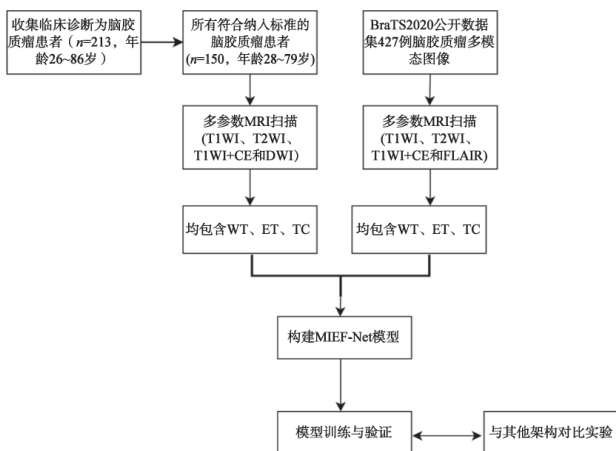 收集临床诊断为脑胶
质瘤患者（n=213，年
龄26~86岁）
所有符合纳入标准的
脑胶质瘤患者
(n=150，年龄28~79岁)
BraTS2020公开数据
集427例脑胶质瘤多模
态图像
多参数MRI扫描
(T1WI、T2WI、
T1WI+CE和DWI）
多参数MRI扫描
(T1WI、T2WI、
T1WI+CE和FLAIR)
均包含WT、ET、TC
均包含WT、ET、TC
构建MIEF-Net模型
模型训练与验证
与其他架构对比实验